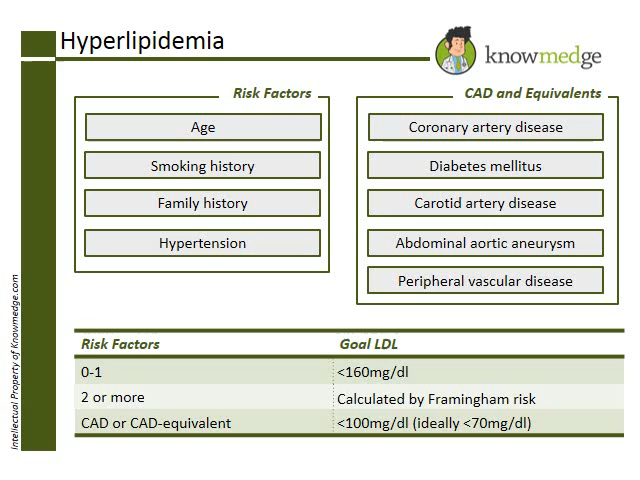 Hyperlipidemia
knowmedge
Risk Factors
Age
Smoking history
Family history
Hypertension
CAD and Equivalents
Coronary artery disease
Diabetes mellitus
Carotid artery disease
Abdominal aortic aneurysm
Peripheral vascular disease
Risk Factors Goal LDL
0-1 <160mg/dl
2 or more Calculated by Framingham risk
CAD or CAD-equivalent <100mg/dl (ideally <70mg/dl)
Intellectual Property of Knowmedge.com